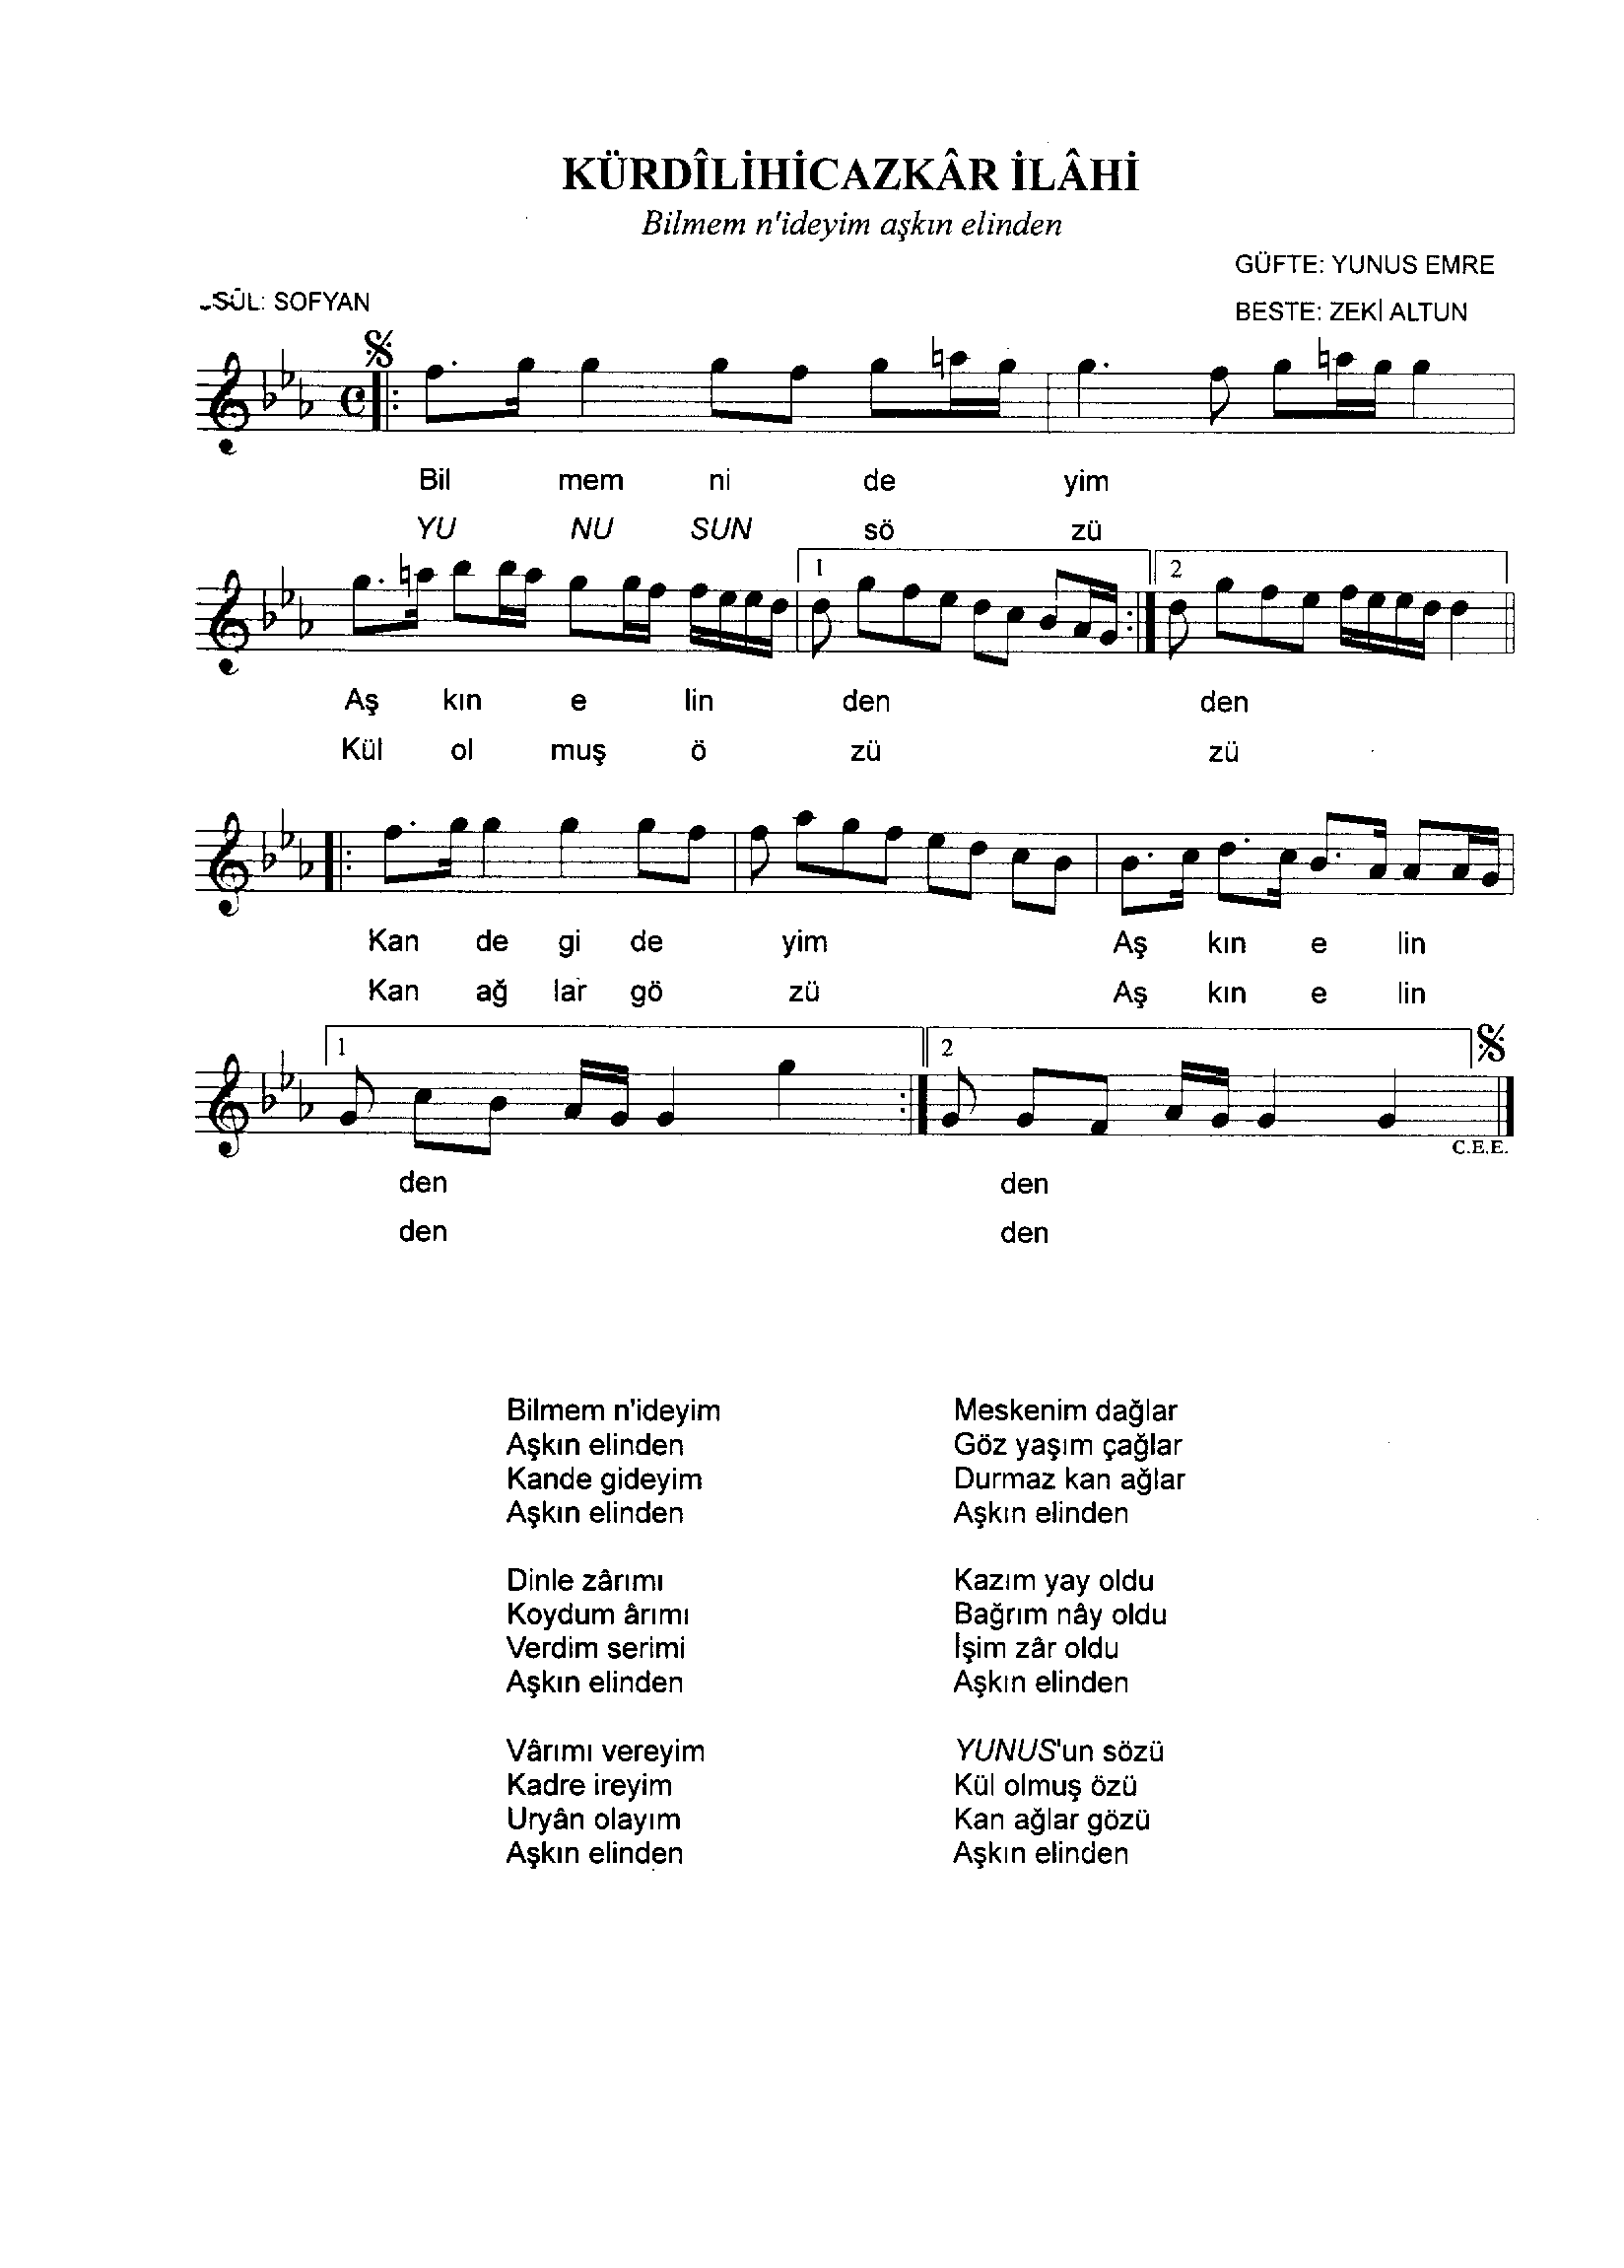 KÜRDÎLİHİCAZKÂR İLÂHİ
Bilmem n'ideyim aşkın elinden
GÜFTE: YUNUS EMRE
SÛL: SOFYAN
BESTE: ZEKİ ALTUN
Bil mem ni de yim
YU NU SUN sö zü
1 2
Aş kın e lin den den
Kül ol muş ö zü zü
Kan de gi de yim Aş kın e lin
Kan ağ lar gö zü Aş kın e lin
1 2
C.E.E.
den den
den den
Bilmem n'ideyim
Aşkın elinden
Kande gideyim
Aşkın elinden
Dinle zârımı
Koydum ârımı
Verdim serimi
Aşkın elinden
Vârımı vereyim
Kadre ireyim
Uryân olayım
Aşkın elinden
Meskenim dağlar
Göz yaşım çağlar
Durmaz kan ağlar
Aşkın elinden
Kazım yay oldu
Bağrım nây oldu
İşim zâr oldu
Aşkın elinden
YUNUS'un sözü
Kül olmuş özü
Kan ağlar gözü
Aşkın elinden